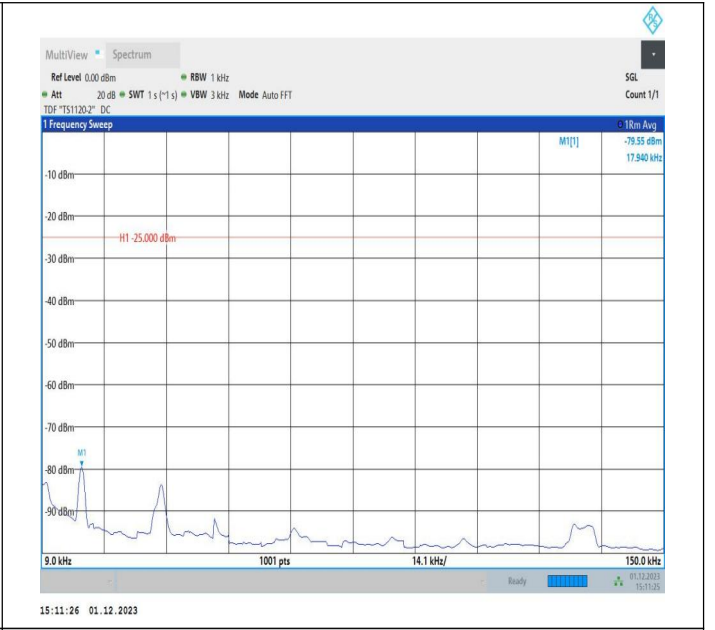 R&S
MultiView Spectrum
Ref Level 0.00 dBm RBW 1 kHz SGL
Att 20 dB SWT 1 s (~1 s) VBW 3 kHz Mode Auto FFT Count 1/1
TDF "TS1120-2" DC
1 Frequency Sweep 1Rm Avg
M1[1] -79.55 dBm
17.940 kHz
-10 dBm
-20 dBm
H1 -25.000 dBm
-30 dBm
-40 dBm
-50 dBm
-60 dBm
-70 dBm
M1
-80 dBm
-90 dBm
9.0 kHz 1001 pts 14.1 kHz/ 150.0 kHz
Ready 01.12.2023
15:11:25
15:11:26 01.12.2023